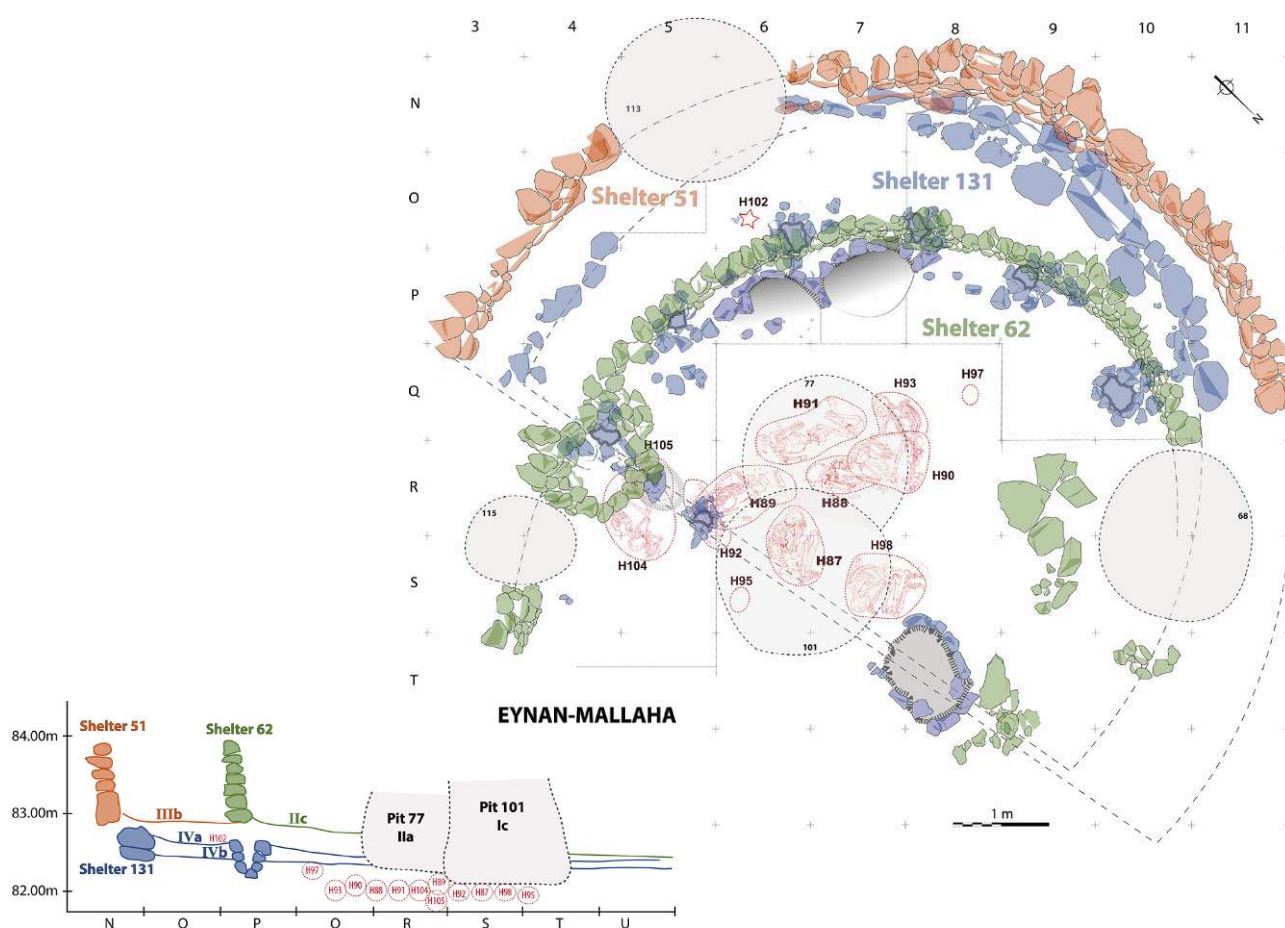 3 4 5 6 7 8 9 10 11
N
113
N
Shelter 131
Shelter 51
O
H102
P
Shelter 62
77
H97
H93
Q
H91
H105
H90
R
H89
H88
115
68
H92
H98
H87
H104
S
H95
101
T
EYNAN-MALLAHA
Shelter 51
Shelter 62
84.00m
83.00m
82.00m
Pit 77
IIa
Pit 101
Ic
IIIb
IIc
IVa
H102
IVb
Shelter 131
H97
H93 H90 H88 H91 H104 H89 H105 H92 H87 H98 H95
1 m
N O P Q R S T U